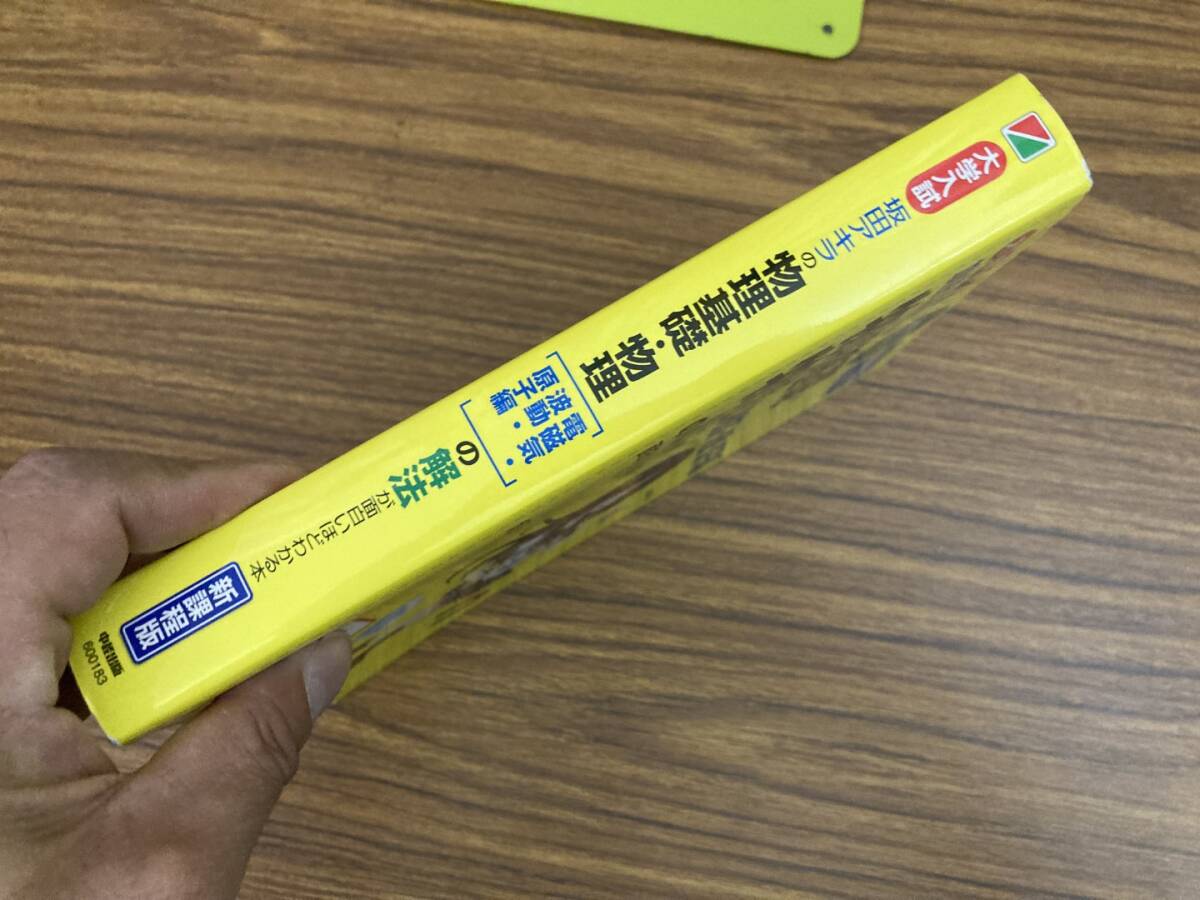 大学入試
坂田アキラの
物理基礎・物理
電磁気・
波動・
原子編
の解法
が面白いほどわかる本
新課程版
中経出版
600183